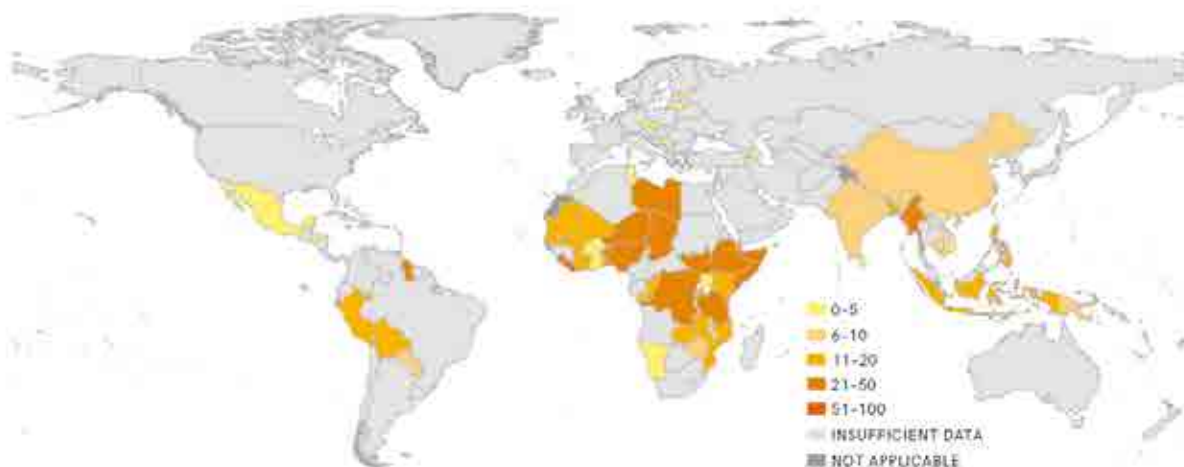 0-5
6-10
11-20
21-50
51-100
INSUFFICIENT DATA
NOT APPLICABLE